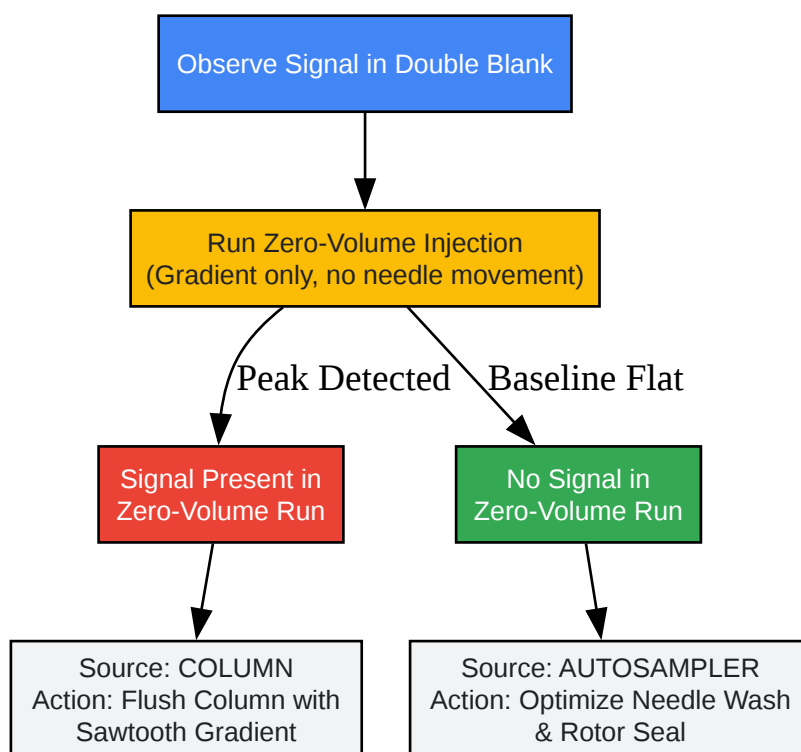 Observe Signal in Double Blank
Run Zero-Volume Injection
(Gradient only, no needle movement)
Peak Detected
Baseline Flat
Signal Present in
Zero-Volume Run
No Signal in
Zero-Volume Run
Source: COLUMN
Action: Flush Column with
Sawtooth Gradient
Source: AUTOSAMPLER
Action: Optimize Needle Wash
& Rotor Seal